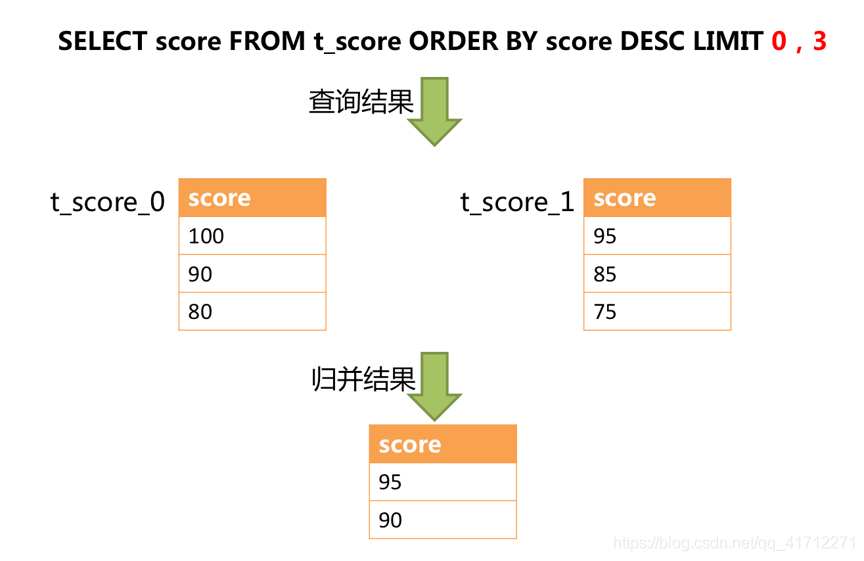 SELECT score FROM t_score ORDER BY score DESC LIMIT 0 , 3
查询结果
t_score_0
score
100
90
80
t_score_1
score
95
85
75
归并结果
score
95
90
https://blog.csdn.net/qq_41712271